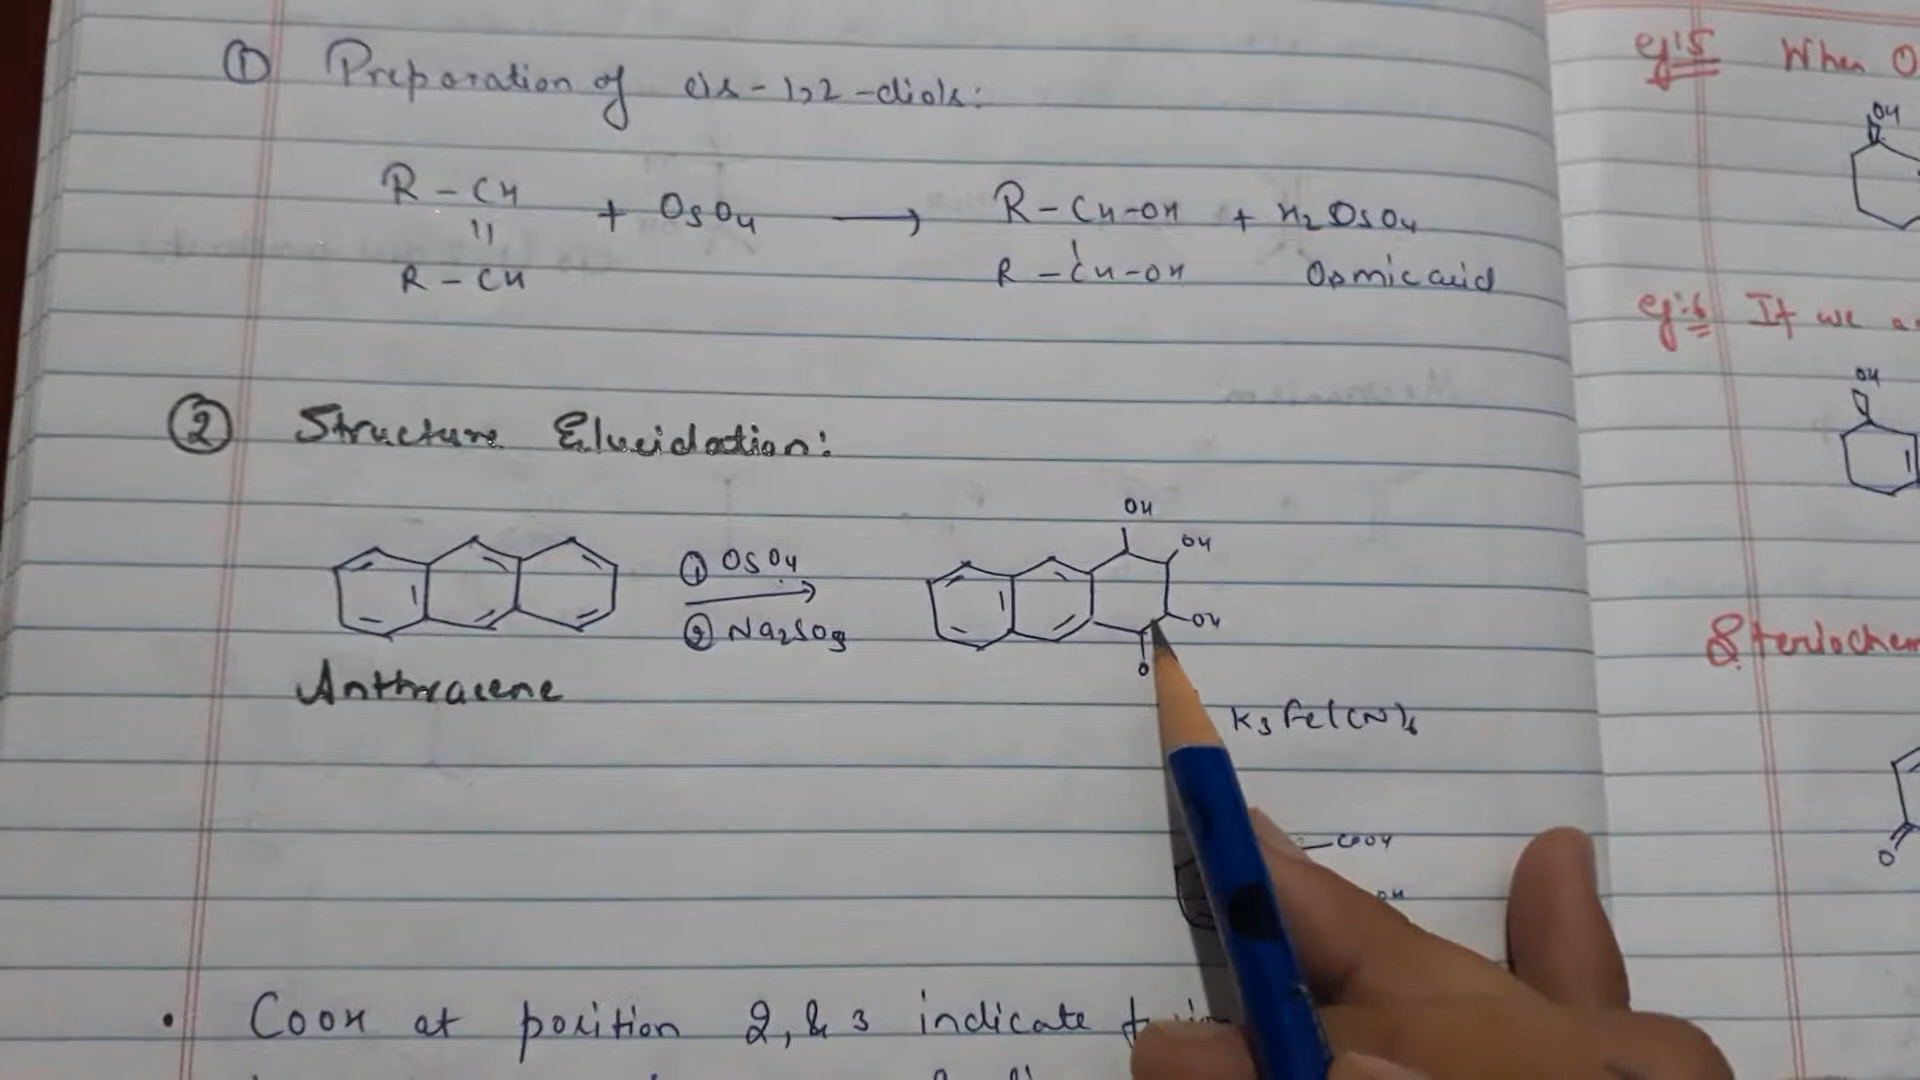 ① Preparation of cis-1,2-diols:
R-CH + OsO4 → R-CH-OH + H2OsO4
||
R-CH R-CH-OH Osmic acid
② Structure Elucidation:
OH
① OsO4 OH
② Na2SO3 OH
O
Anthracene
K3Fe(CN)6
COOH
OH
• COOH at position 2, & 3 indicate
eg:5 When O
OH
eg:6 If we a
OH
O